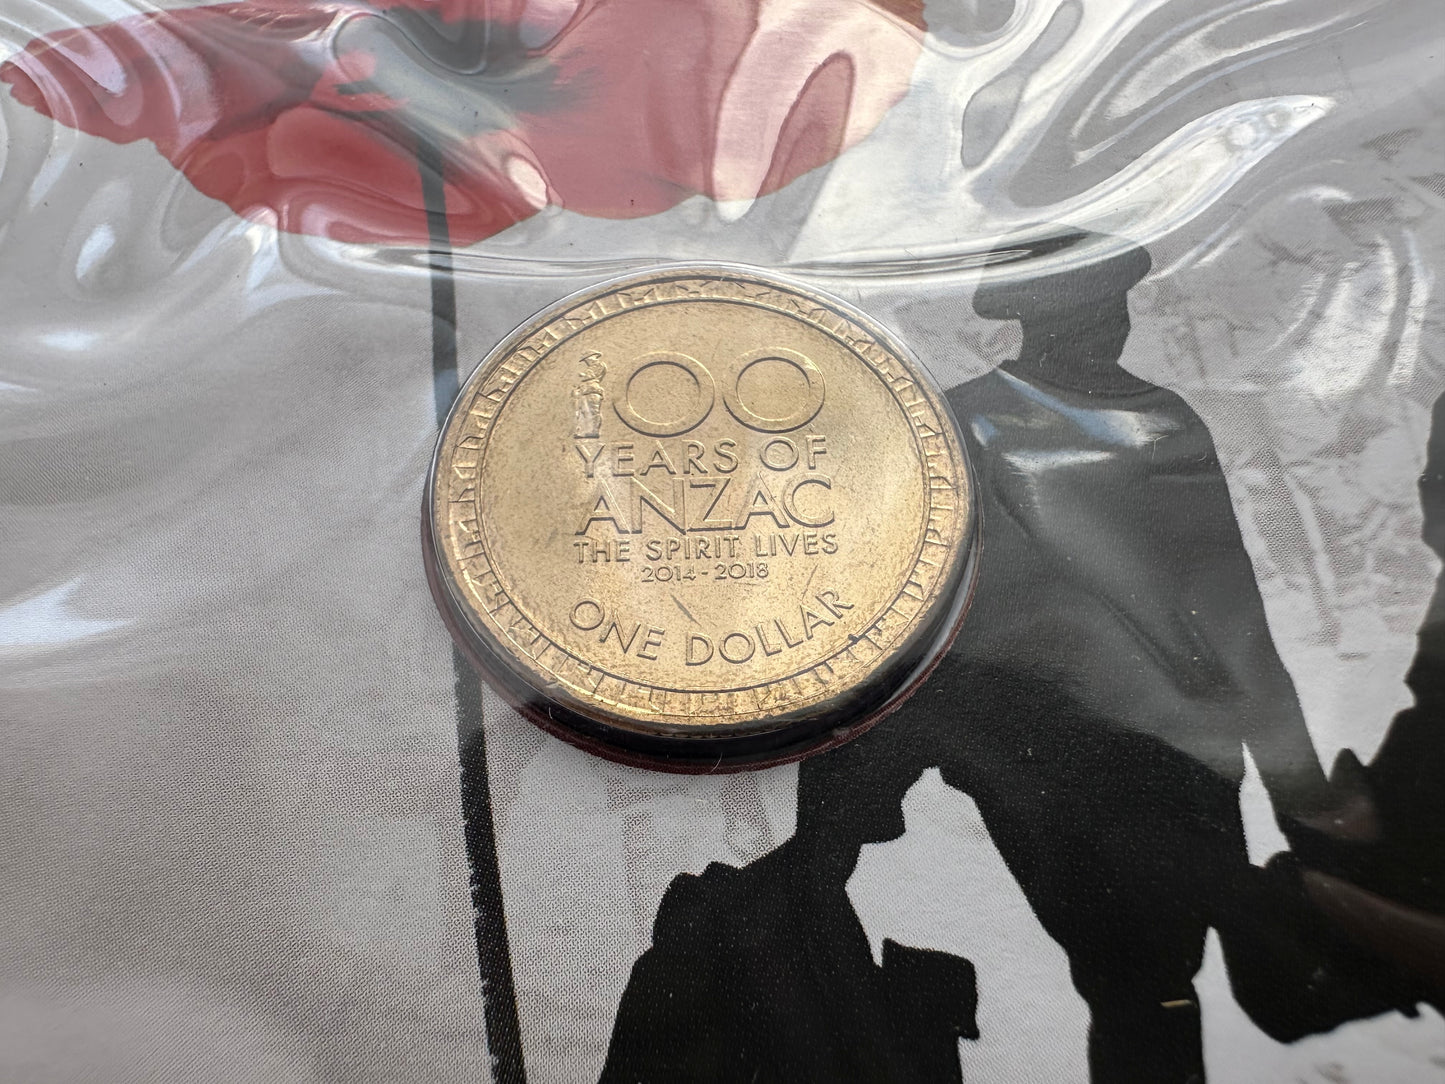 100
YEARS OF
ANZAC
THE SPIRIT LIVES
2014 - 2018
ONE DOLLAR